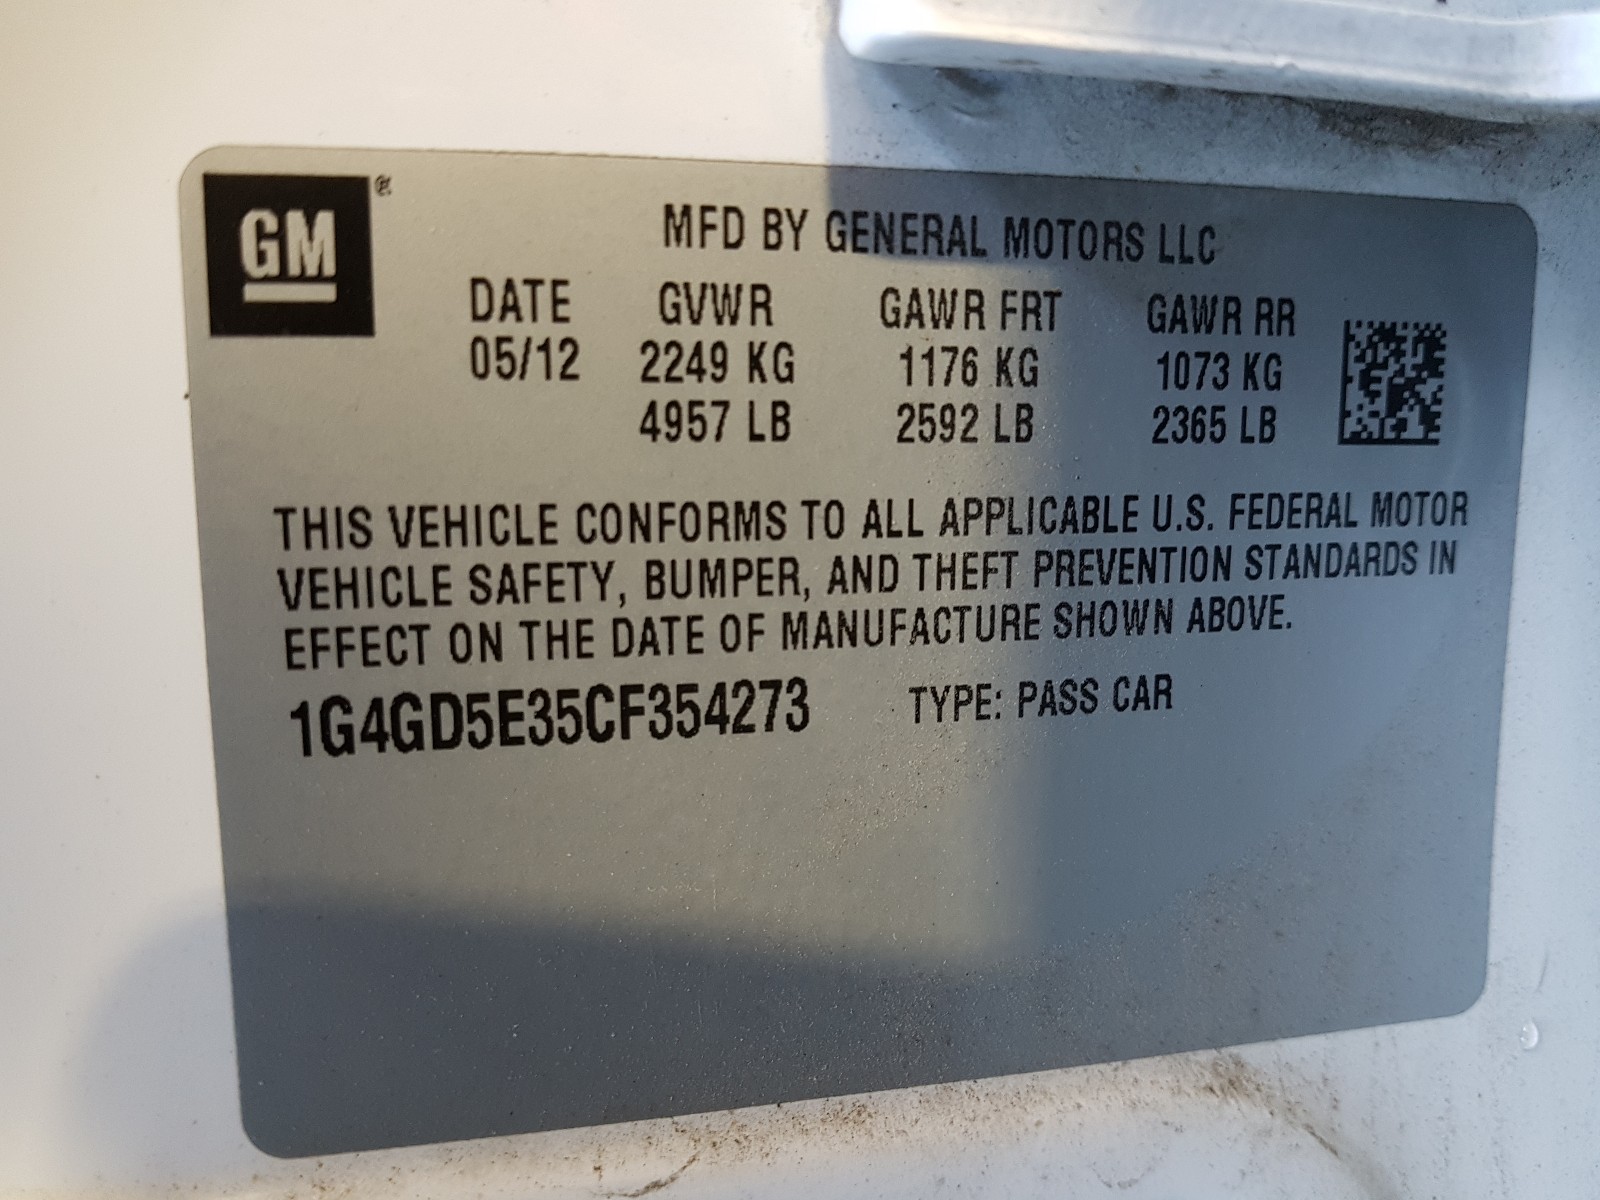 GM ®
MFD BY GENERAL MOTORS LLC
DATE GVWR GAWR FRT GAWR RR
05/12 2249 KG 1176 KG 1073 KG
4957 LB 2592 LB 2365 LB
THIS VEHICLE CONFORMS TO ALL APPLICABLE U.S. FEDERAL MOTOR
VEHICLE SAFETY, BUMPER, AND THEFT PREVENTION STANDARDS IN
EFFECT ON THE DATE OF MANUFACTURE SHOWN ABOVE.
1G4GD5E35CF354273 TYPE: PASS CAR